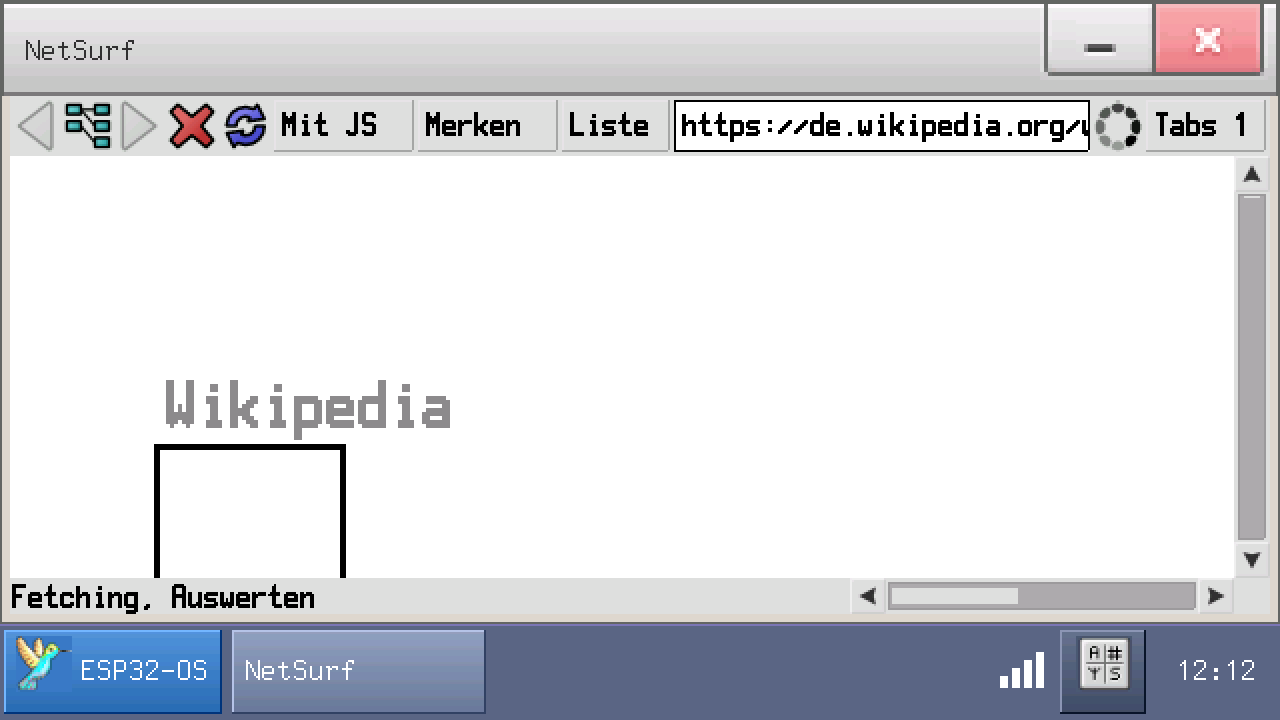 NetSurf
Mit JS Merken Liste https://de.wikipedia.org/ Tabs 1
Wikipedia
Fetching, Auswerten
ESP32-OS NetSurf A # Y S 12:12